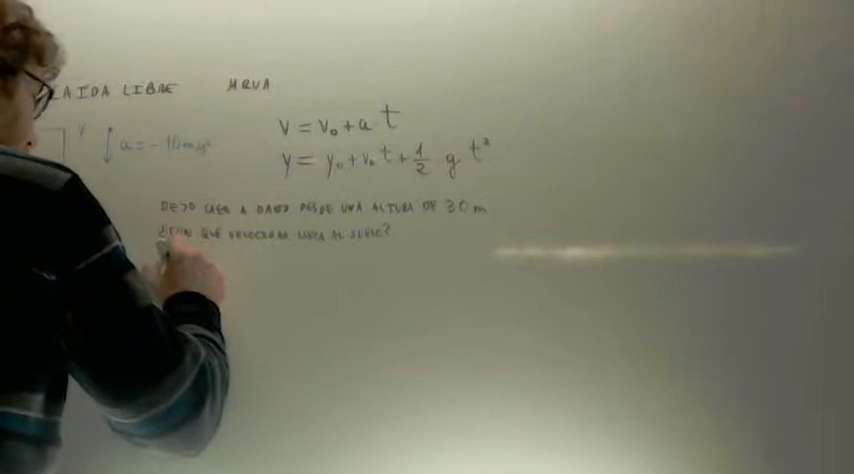 CAIDA LIBRE MRUA
V = V₀ + a t
a = -10 m/s²
y = y₀ + V₀ t + 1/2 g t²
DEJO CAER A DESDE UNA ALTURA DE 30 m
¿CON QUÉ VELOCIDAD LLEGA AL SUELO?